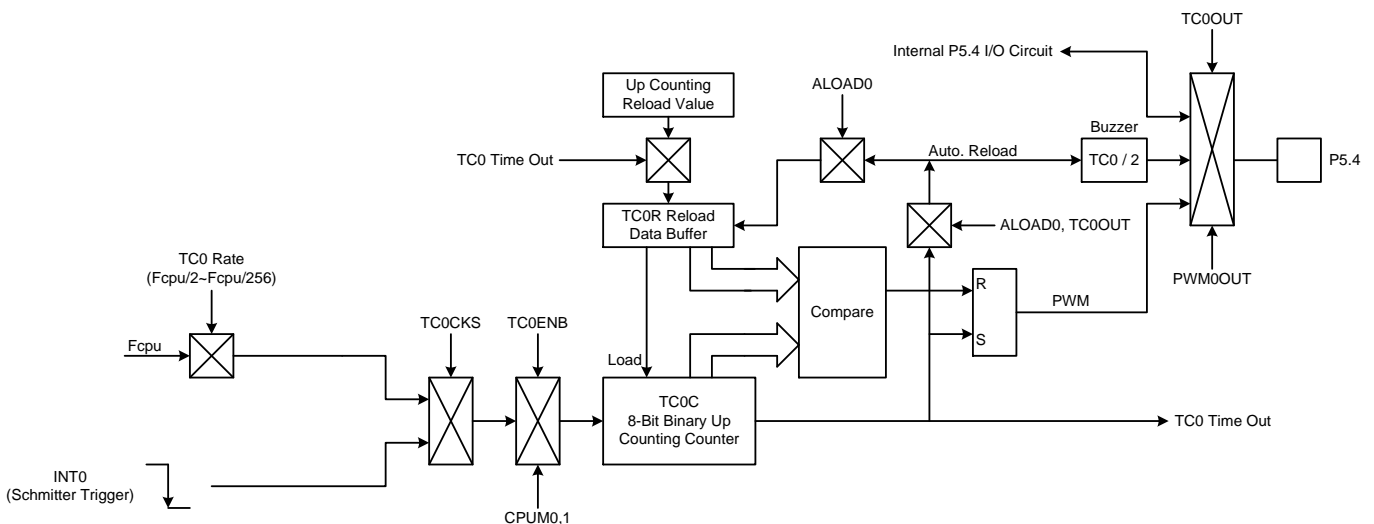 TC0OUT
Internal P5.4 I/O Circuit
Up Counting
Reload Value
ALOAD0
Buzzer
TC0 Time Out
Auto. Reload
TC0 / 2
P5.4
TC0R Reload
Data Buffer
ALOAD0, TC0OUT
TC0 Rate
(Fcpu/2~Fcpu/256)
PWM0OUT
R
PWM
Compare
TC0CKS
TC0ENB
S
Fcpu
Load
TC0C
8-Bit Binary Up
Counting Counter
TC0 Time Out
INT0
(Schmitter Trigger)
CPUM0,1